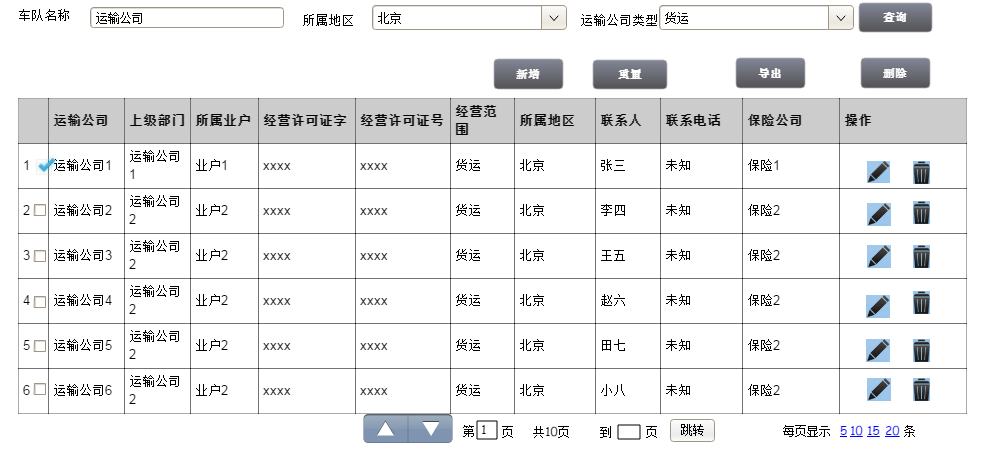 车队名称 运输公司 所属地区 北京 运输公司类型 货运 查询
新增 重置 导出 删除
运输公司 上级部门 所属业户 经营许可证字 经营许可证号 经营范围 所属地区 联系人 联系电话 保险公司 操作
1 运输公司1 运输公司1 业户1 xxxx xxxx 货运 北京 张三 未知 保险1
2 运输公司2 运输公司2 业户2 xxxx xxxx 货运 北京 李四 未知 保险2
3 运输公司3 运输公司2 业户2 xxxx xxxx 货运 北京 王五 未知 保险2
4 运输公司4 运输公司2 业户2 xxxx xxxx 货运 北京 赵六 未知 保险2
5 运输公司5 运输公司2 业户2 xxxx xxxx 货运 北京 田七 未知 保险2
6 运输公司6 运输公司2 业户2 xxxx xxxx 货运 北京 小八 未知 保险2
第 1 页 共10页 到 页 跳转 每页显示 5 10 15 20 条